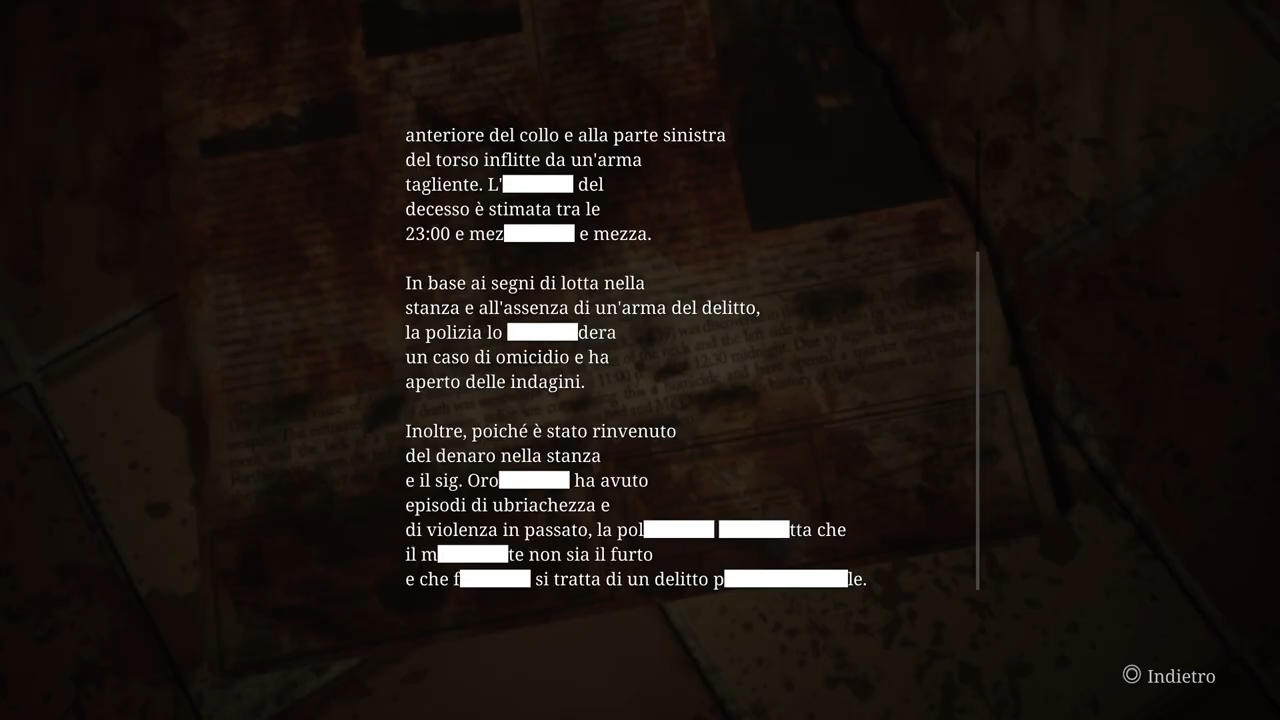 anteriore del collo e alla parte sinistra
del torso inflitte da un'arma
tagliente. L' del
decesso è stimata tra le
23:00 e mez e mezza.
In base ai segni di lotta nella
stanza e all'assenza di un'arma del delitto,
la polizia lo dera
un caso di omicidio e ha
aperto delle indagini.
Inoltre, poiché è stato rinvenuto
del denaro nella stanza
e il sig. Oro ha avuto
episodi di ubriachezza e
di violenza in passato, la pol tta che
il m te non sia il furto
e che f si tratta di un delitto p le.
Indietro